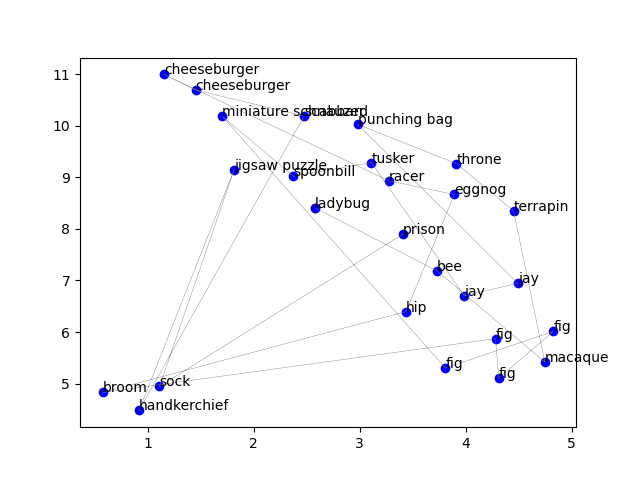 11
cheeseburger
cheeseburger
10
miniature schnauzer
punching bag
9
jigsaw puzzle
spoonbill
tusker
racer
throne
eggnog
ladybug
terrapin
8
prison
7
bee
jay
jay
hip
6
fig
fig
fig
fig
macaque
5
broom
sock
handkerchief
1
2
3
4
5